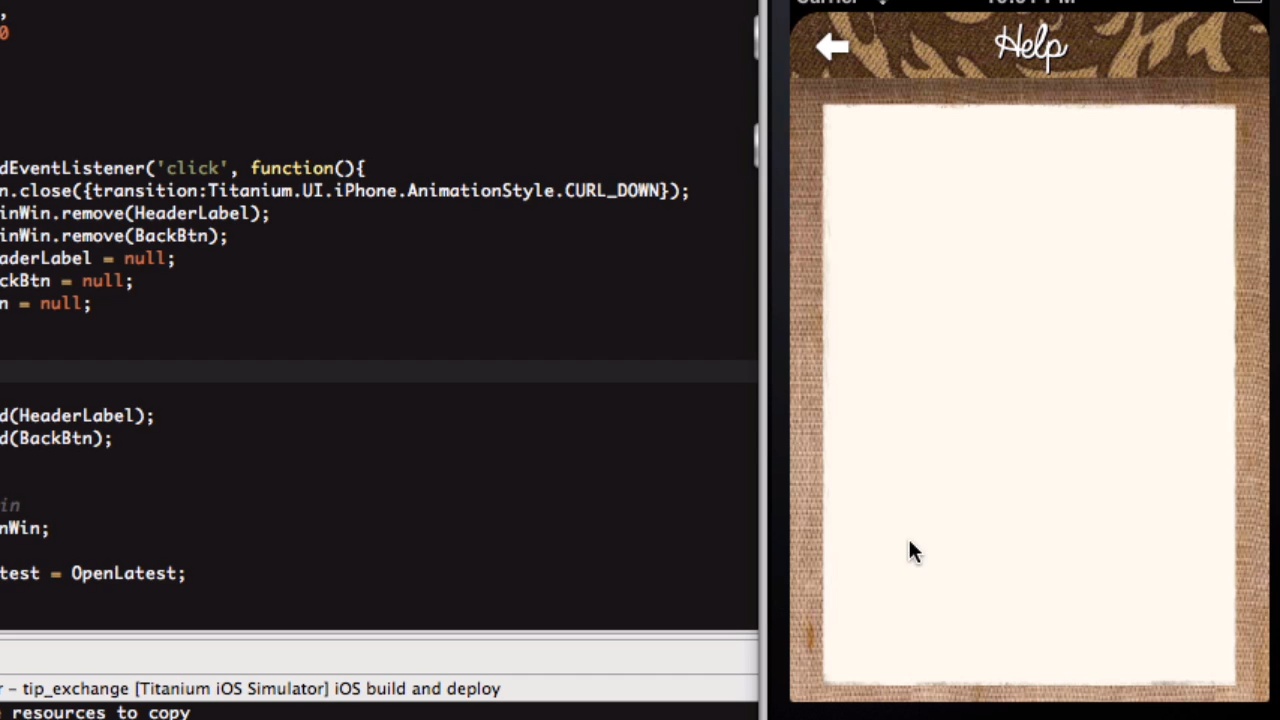 ,
0
dEventListener('click', function(){
n.close({transition:Titanium.UI.iPhone.AnimationStyle.CURL_DOWN});
inWin.remove(HeaderLabel);
inWin.remove(BackBtn);
aderLabel = null;
ckBtn = null;
n = null;
d(HeaderLabel);
d(BackBtn);
in
nWin;
test = OpenLatest;
r - tip_exchange [Titanium iOS Simulator] iOS build and deploy
resources to copy
Carrier
Help